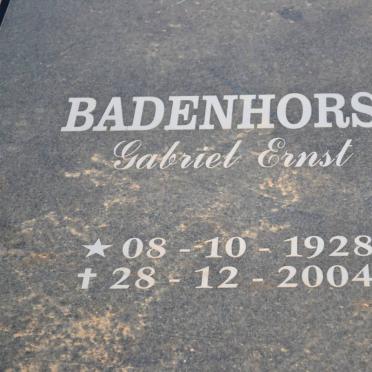 BADENHORS
Gabriel Ernst
★ 08 - 10 - 1928
✝ 28 - 12 - 2004